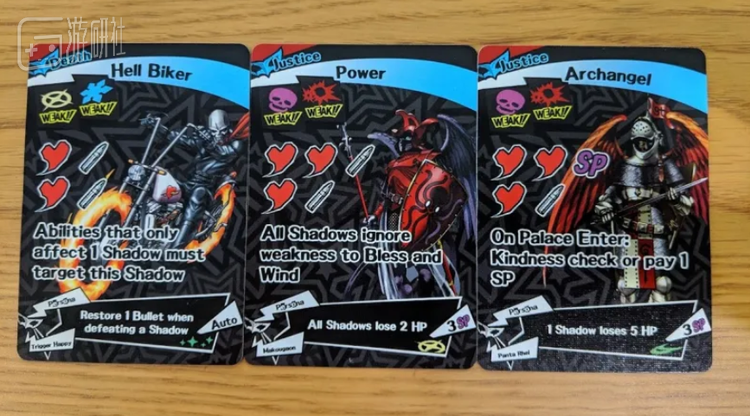 游研社
Death
Hell Biker
WEAK!!
WEAK!!
Abilities that only
affect 1 Shadow must
target this Shadow
Persona
Restore 1 Bullet when
defeating a Shadow
Auto
Trigger Happy
Justice
Power
WEAK!!
WEAK!!
All Shadows ignore
weakness to Bless and
Wind
Persona
All Shadows lose 2 HP
3 SP
Makougaon
Justice
Archangel
WEAK!!
WEAK!!
SP
On Palace Enter:
Kindness check or pay 1
SP
Persona
1 Shadow loses 5 HP
3 SP
Panta Rhei